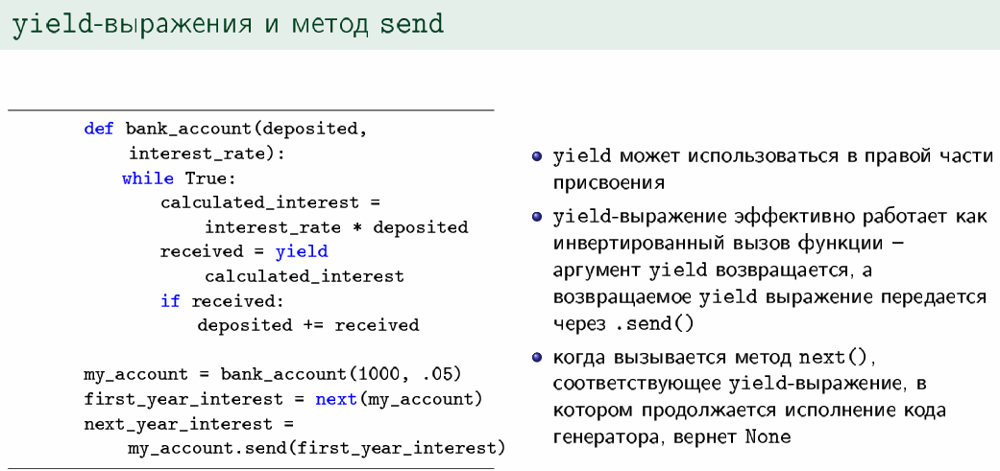 yield-выражения и метод send
def bank_account(deposited,
interest_rate):
while True:
calculated_interest =
interest_rate * deposited
received = yield
calculated_interest
if received:
deposited += received
my_account = bank_account(1000, .05)
first_year_interest = next(my_account)
next_year_interest =
my_account.send(first_year_interest)
yield может использоваться в правой части
присвоения
yield-выражение эффективно работает как
инвертированный вызов функции –
аргумент yield возвращается, а
возвращаемое yield выражение передается
через .send()
когда вызывается метод next(),
соответствующее yield-выражение, в
котором продолжается исполнение кода
генератора, вернет None